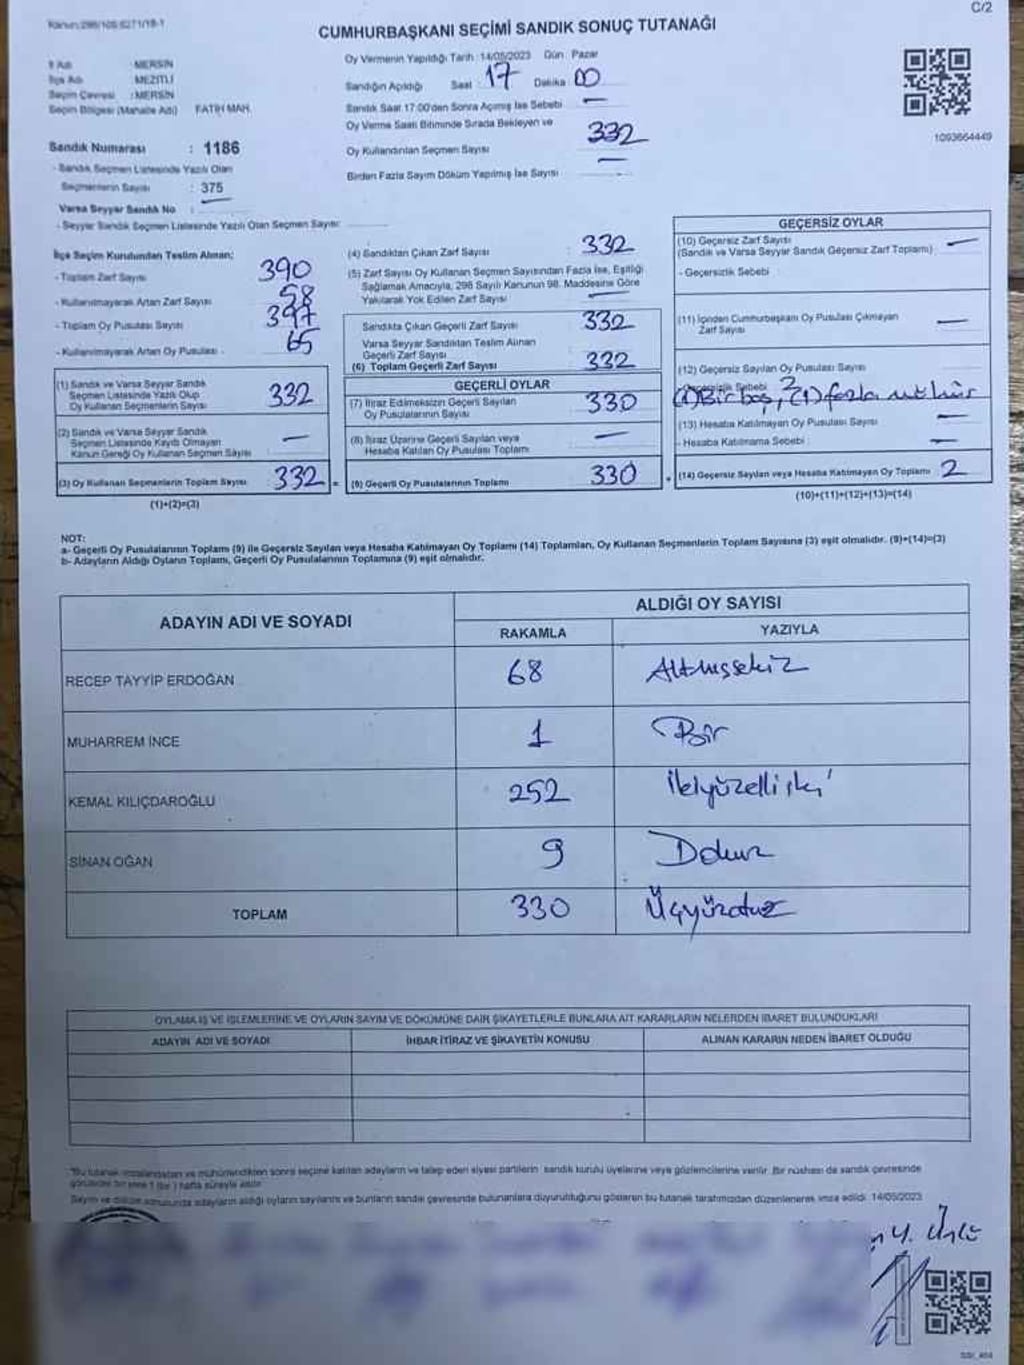 Kanun:298/108.6271/18-1
C/2
CUMHURBAŞKANI SEÇİMİ SANDIK SONUÇ TUTANAĞI
İl Adı : MERSİN
İlçe Adı : MEZİTLİ
Seçim Çevresi : MERSİN
Seçim Bölgesi (Mahalle Adı) FATİH MAH.
Sandık Numarası : 1186
- Sandık Seçmen Listesinde Yazılı Olan
Seçmenlerin Sayısı : 375
Varsa Seyyar Sandık No :
- Seyyar Sandık Seçmen Listesinde Yazılı Olan Seçmen Sayısı:
Oy Vermenin Yapıldığı Tarih :14/05/2023 Gün: Pazar
Sandığın Açıldığı Saat 17 Dakika 00
Sandık Saat 17:00'den Sonra Açılmış İse Sebebi —
Oy Verme Saati Bitiminde Sırada Bekleyen ve
Oy Kullandırılan Seçmen Sayısı 332
Birden Fazla Sayım Döküm Yapılmış İse Sayısı —
1093664449
İlçe Seçim Kurulundan Teslim Alınan;
- Toplam Zarf Sayısı 390
- Kullanılmayarak Artan Zarf Sayısı 58
- Toplam Oy Pusulası Sayısı 397
- Kullanılmayarak Artan Oy Pusulası 65
(1) Sandık ve Varsa Seyyar Sandık
Seçmen Listesinde Yazılı Olup
Oy Kullanan Seçmenlerin Sayısı 332
(2) Sandık ve Varsa Seyyar Sandık
Seçmen Listesinde Kaydı Olmayan
Kanun Gereği Oy Kullanan Seçmen Sayısı —
(3) Oy Kullanan Seçmenlerin Toplam Sayısı 332 =
(1)+(2)=(3)
(4) Sandıktan Çıkan Zarf Sayısı : 332
(5) Zarf Sayısı Oy Kullanan Seçmen Sayısından Fazla İse, Eşitliği
Sağlamak Amacıyla, 298 Sayılı Kanunun 98. Maddesine Göre
Yakılarak Yok Edilen Zarf Sayısı —
Sandıkta Çıkan Geçerli Zarf Sayısı 332
Varsa Seyyar Sandıktan Teslim Alınan
Geçerli Zarf Sayısı
(6) Toplam Geçerli Zarf Sayısı 332
GEÇERLİ OYLAR
(7) İtiraz Edilmeksizin Geçerli Sayılan
Oy Pusulalarının Sayısı 330
(8) İtiraz Üzerine Geçerli Sayılan veya
Hesaba Katılan Oy Pusulası Toplamı —
(9) Geçerli Oy Pusulalarının Toplamı 330 +
GEÇERSİZ OYLAR
(10) Geçersiz Zarf Sayısı
(Sandık ve Varsa Seyyar Sandık Geçersiz Zarf Toplamı) —
- Geçersizlik Sebebi
(11) İçinden Cumhurbaşkanı Oy Pusulası Çıkmayan
Zarf Sayısı —
(12) Geçersiz Sayılan Oy Pusulası Sayısı 2
- Geçersizlik Sebebi (1) Bir boş, (1) fazla mühür
(13) Hesaba Katılmayan Oy Pusulası Sayısı —
- Hesaba Katılmama Sebebi : —
(14) Geçersiz Sayılan veya Hesaba Katılmayan Oy Toplamı 2
(10)+(11)+(12)+(13)=(14)
NOT:
a- Geçerli Oy Pusulalarının Toplamı (9) ile Geçersiz Sayılan veya Hesaba Katılmayan Oy Toplamı (14) Toplamları, Oy Kullanan Seçmenlerin Toplam Sayısına (3) eşit olmalıdır. (9)+(14)=(3)
b- Adayların Aldığı Oyların Toplamı, Geçerli Oy Pusulalarının Toplamına (9) eşit olmalıdır.
ADAYIN ADI VE SOYADI
ALDIĞI OY SAYISI
RAKAMLA YAZIYLA
RECEP TAYYİP ERDOĞAN 68 Altmışsekiz
MUHARREM İNCE 1 Bir
KEMAL KILIÇDAROĞLU 252 İkiyüzelliiki
SİNAN OĞAN 9 Dokuz
TOPLAM 330 Üçyüzotuz
OYLAMA İŞ VE İŞLEMLERİNE VE OYLARIN SAYIM VE DÖKÜMÜNE DAİR ŞİKAYETLERLE BUNLARA AİT KARARLARIN NELERDEN İBARET BULUNDUKLARI
ADAYIN ADI VE SOYADI İHBAR İTİRAZ VE ŞİKAYETİN KONUSU ALINAN KARARIN NEDEN İBARET OLDUĞU
*Bu tutanak imzalandıktan ve mühürlendikten sonra seçime katılan adayların ve talep eden siyasi partilerin sandık kurulu üyelerine veya gözlemcilerine verilir. Bir nüshası da sandık çevresinde
görülebilir bir yere 1 (bir) hafta süreyle asılır.
Sayım ve döküm sonucunda adayların aldığı oyların sayılarını ve bunların sandık çevresinde bulunanlara duyurulduğunu gösteren bu tutanak tarafımızdan düzenlenerek imza edildi. 14/05/2023
Y. Ünlü